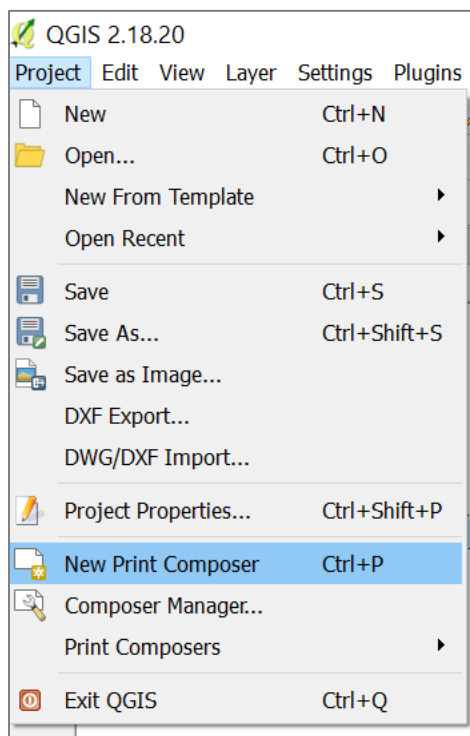 QGIS 2.18.20
Project Edit View Layer Settings Plugins
New Ctrl+N
Open... Ctrl+O
New From Template
Open Recent
Save Ctrl+S
Save As... Ctrl+Shift+S
Save as Image...
DXF Export...
DWG/DXF Import...
Project Properties... Ctrl+Shift+P
New Print Composer Ctrl+P
Composer Manager...
Print Composers
Exit QGIS Ctrl+Q